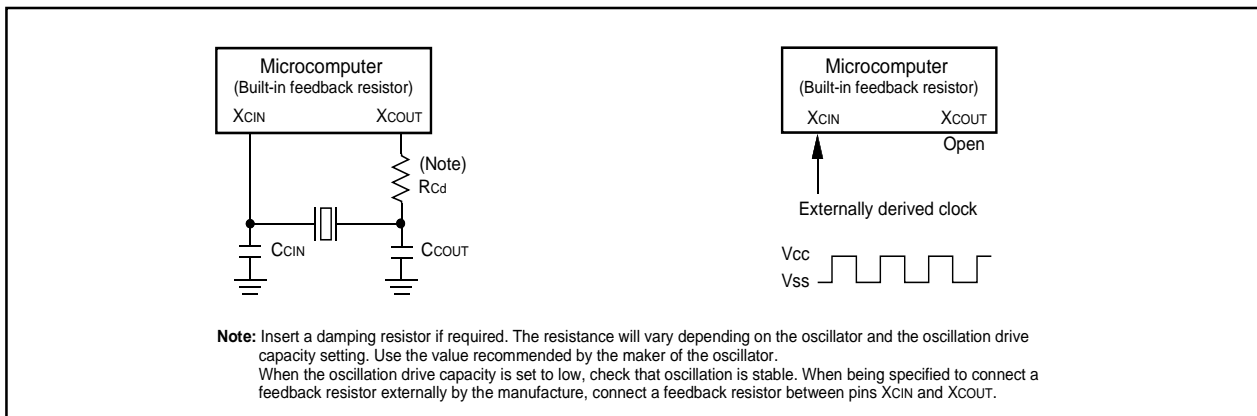 Microcomputer
(Built-in feedback resistor)
XCIN XCOUT
(Note)
RCd
CCIN CCOUT
Microcomputer
(Built-in feedback resistor)
XCIN XCOUT
Open
Externally derived clock
Vcc
Vss
Note: Insert a damping resistor if required. The resistance will vary depending on the oscillator and the oscillation drive
capacity setting. Use the value recommended by the maker of the oscillator.
When the oscillation drive capacity is set to low, check that oscillation is stable. When being specified to connect a
feedback resistor externally by the manufacture, connect a feedback resistor between pins XCIN and XCOUT.